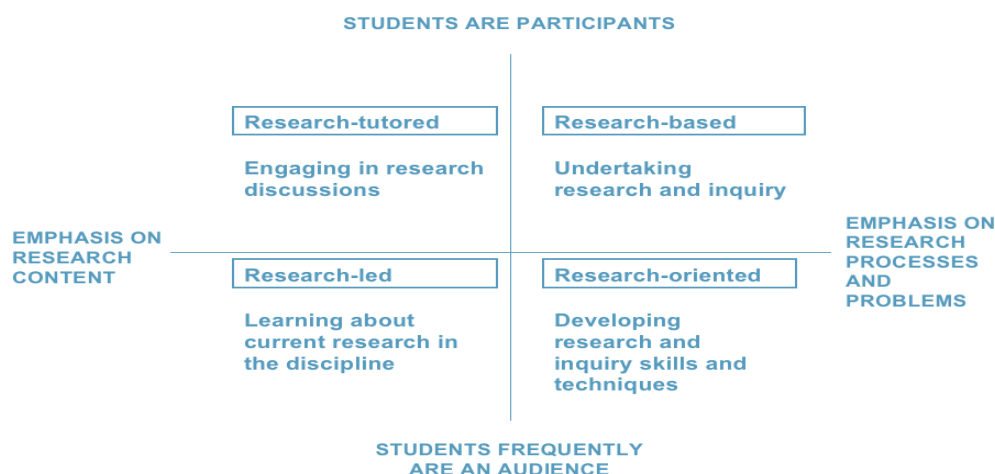 STUDENTS ARE PARTICIPANTS
Research-tutored
Engaging in research
discussions
Research-based
Undertaking
research and inquiry
EMPHASIS ON
RESEARCH
CONTENT
EMPHASIS ON
RESEARCH
PROCESSES
AND
PROBLEMS
Research-led
Learning about
current research in
the discipline
Research-oriented
Developing
research and
inquiry skills and
techniques
STUDENTS FREQUENTLY
ARE AN AUDIENCE